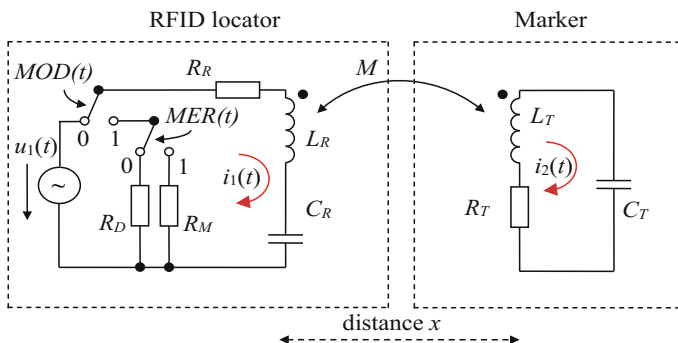 RFID locator
Marker
MOD(t)
R_R
M
0
1
MER(t)
L_R
L_T
u_1(t)
0
1
~
i_1(t)
i_2(t)
R_D
R_M
C_R
R_T
C_T
distance x